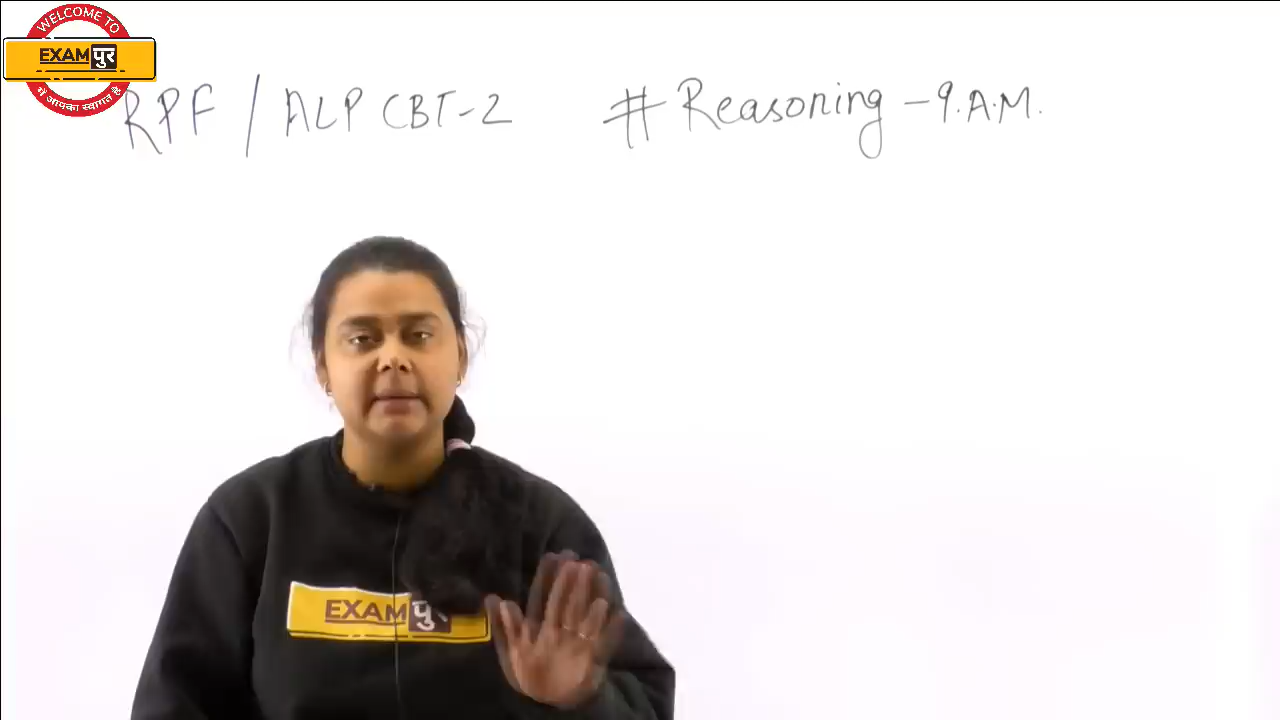 WELCOME TO
EXAMपुर
में आपका स्वागत है
RPF / ALP CBT-2 # Reasoning - 9.A.M.
EXAMपुर